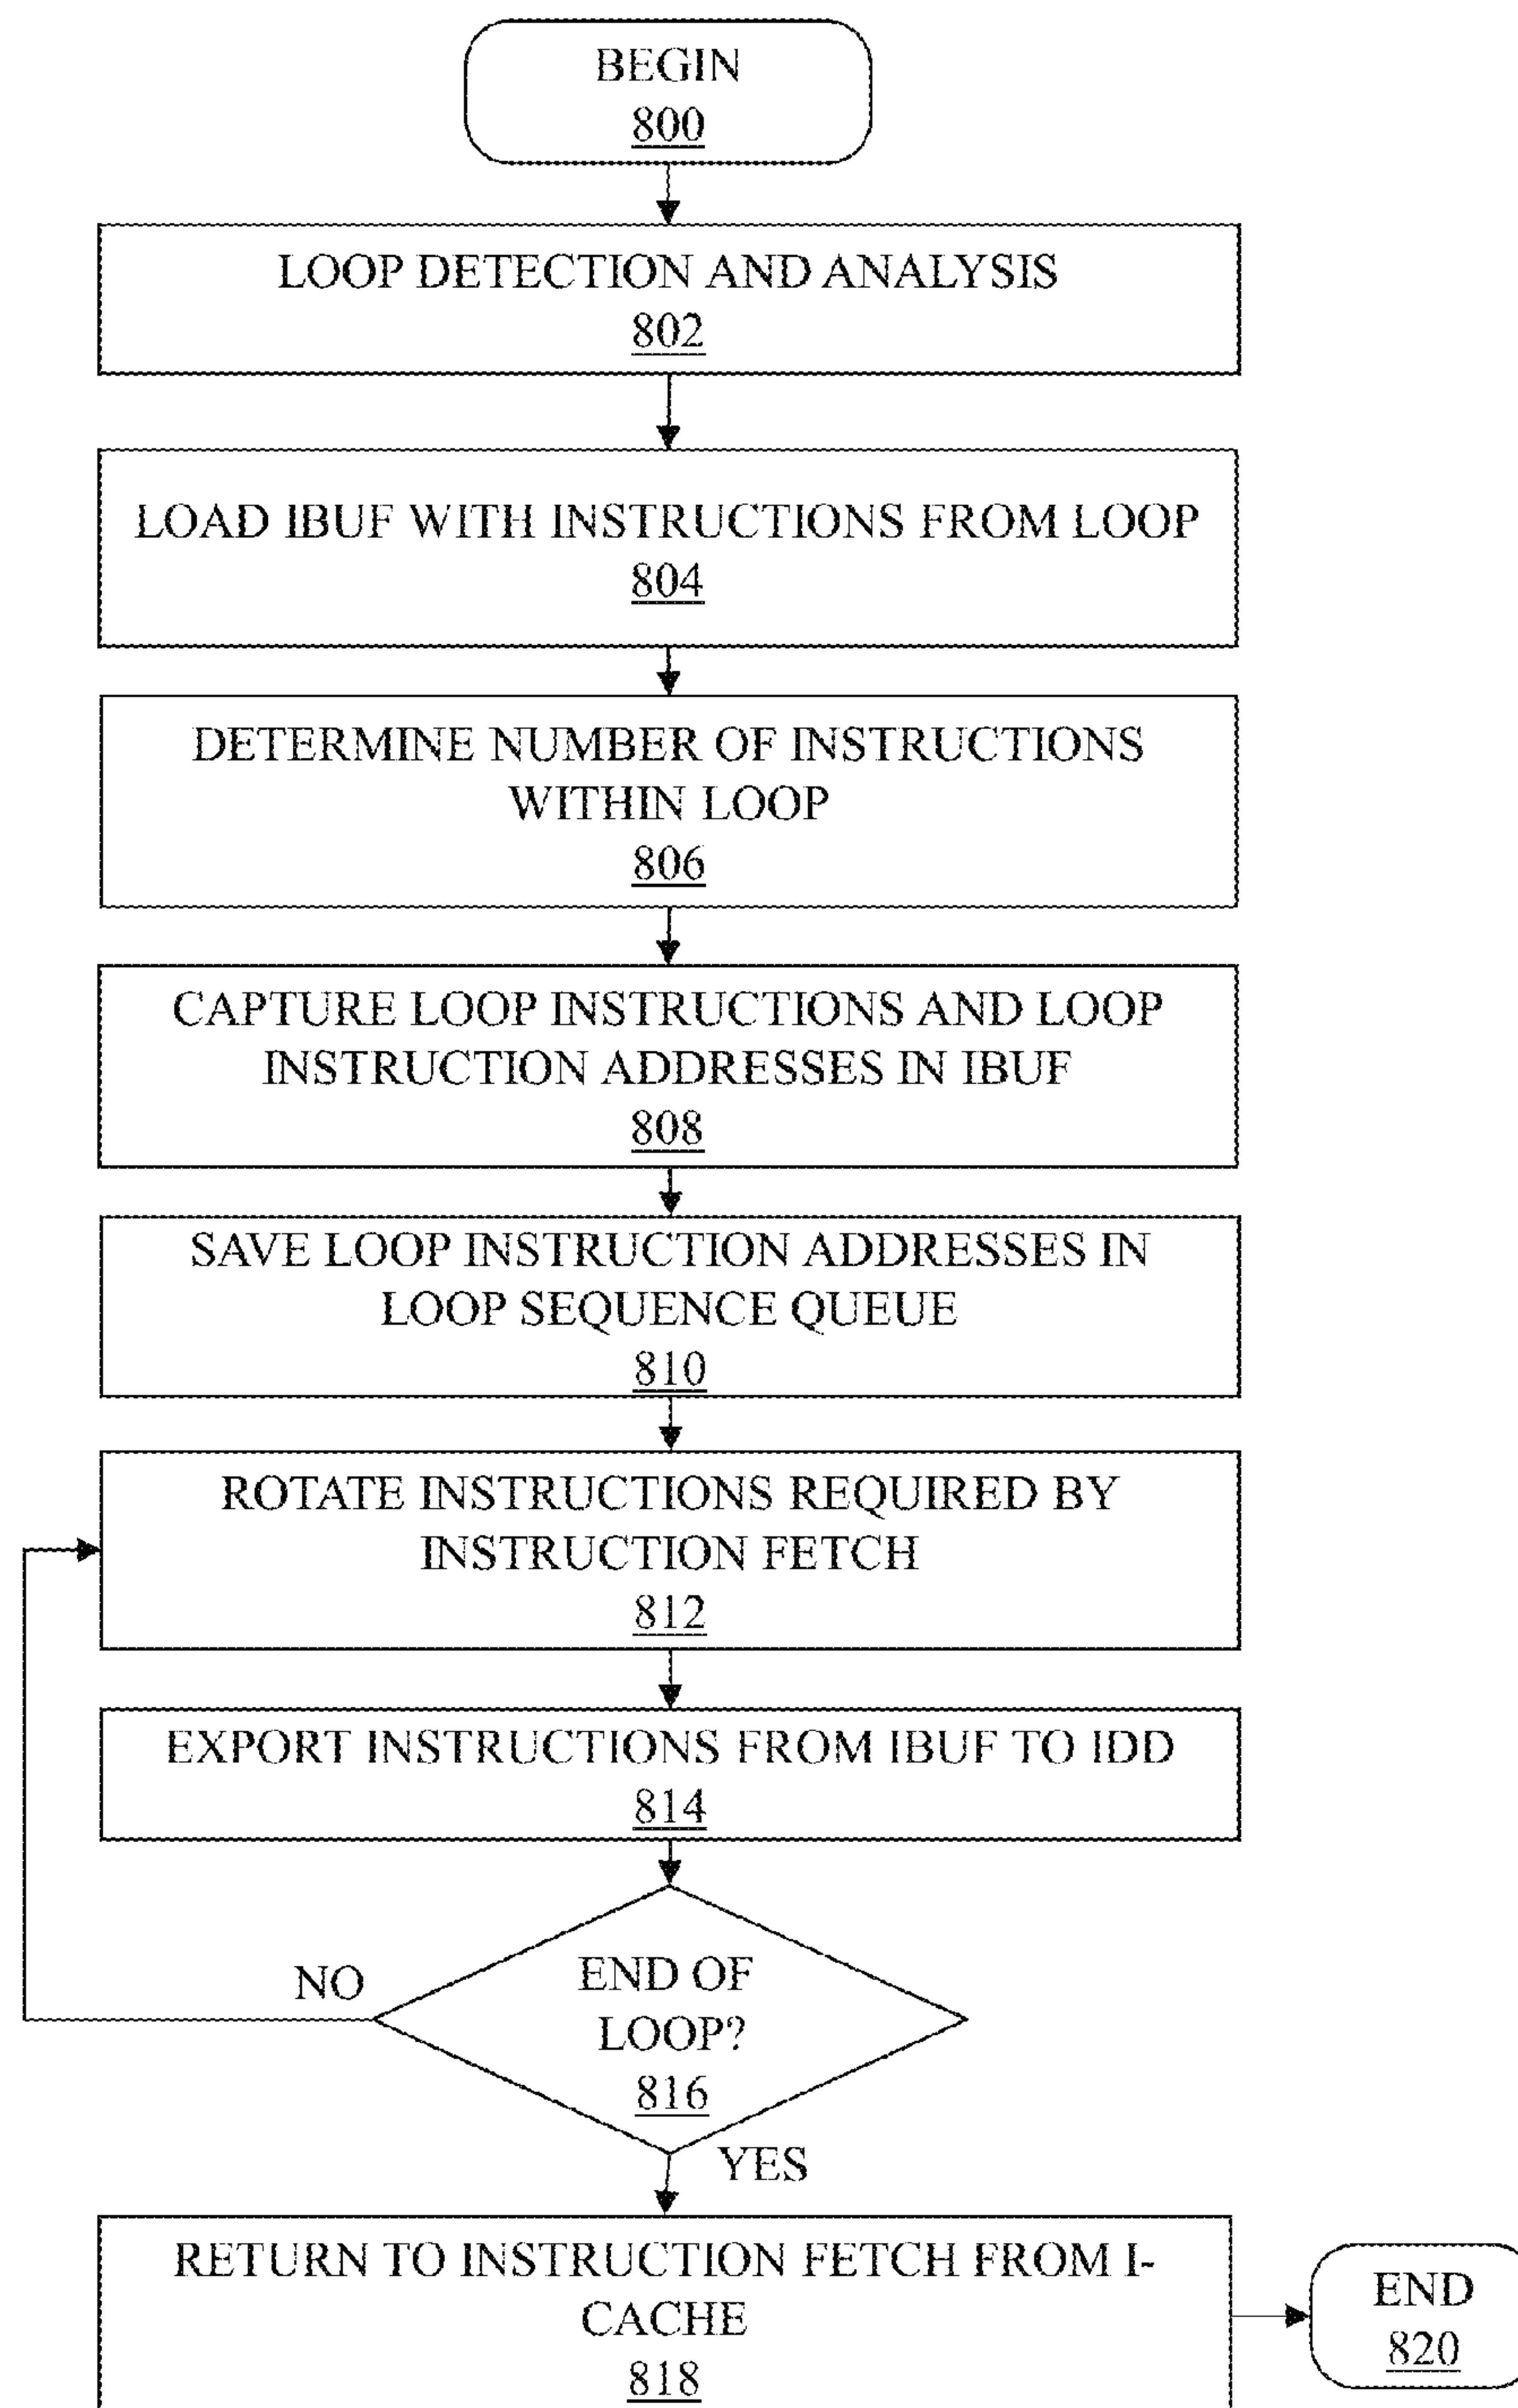 BEGIN
800
LOOP DETECTION AND ANALYSIS
802
LOAD IBUF WITH INSTRUCTIONS FROM LOOP
804
DETERMINE NUMBER OF INSTRUCTIONS
WITHIN LOOP
806
CAPTURE LOOP INSTRUCTIONS AND LOOP
INSTRUCTION ADDRESSES IN IBUF
808
SAVE LOOP INSTRUCTION ADDRESSES IN
LOOP SEQUENCE QUEUE
810
ROTATE INSTRUCTIONS REQUIRED BY
INSTRUCTION FETCH
812
EXPORT INSTRUCTIONS FROM IBUF TO IDD
814
NO
END OF
LOOP?
816
YES
RETURN TO INSTRUCTION FETCH FROM I-
CACHE
818
END
820